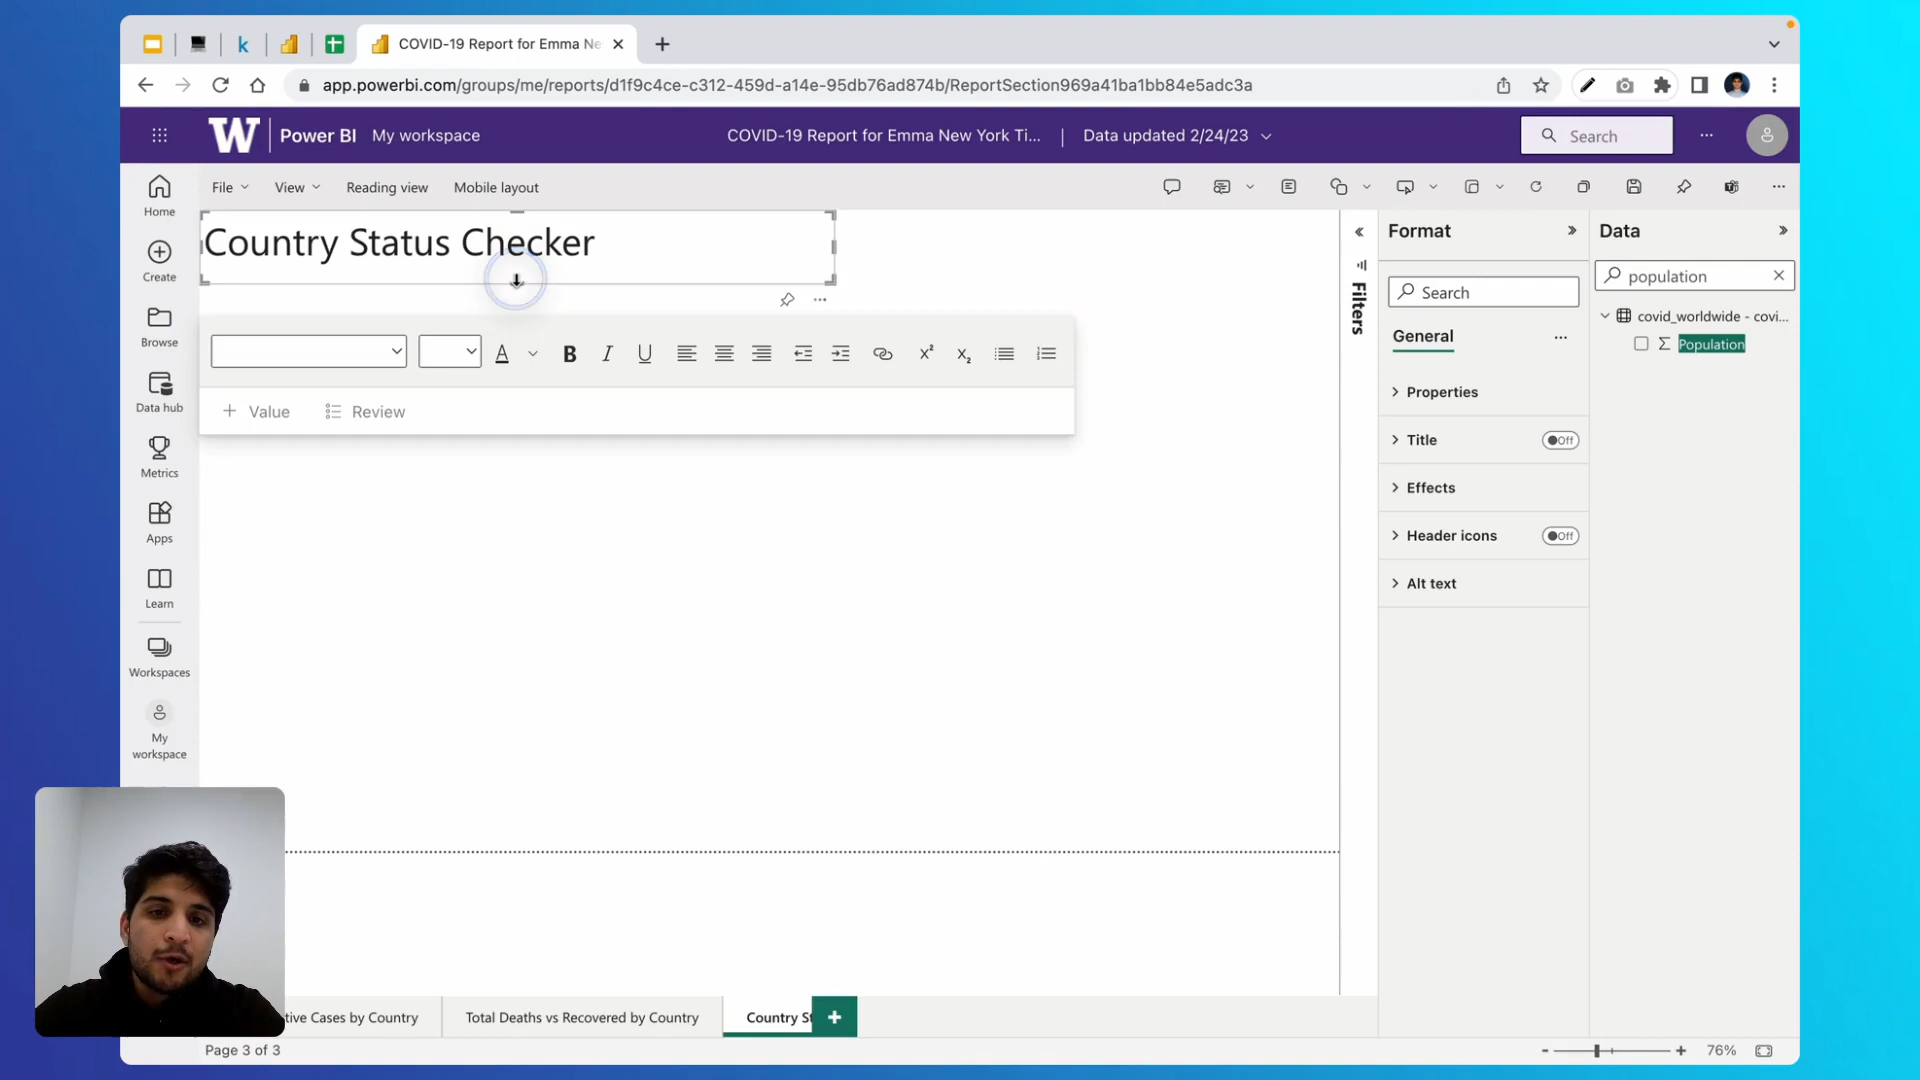 COVID-19 Report for Emma Ne
app.powerbi.com/groups/me/reports/d1f9c4ce-c312-459d-a14e-95db76ad874b/ReportSection969a41ba1bb84e5adc3a
W Power BI My workspace COVID-19 Report for Emma New York Ti... | Data updated 2/24/23 Search
File View Reading view Mobile layout
Home
Create
Browse
Data hub
Metrics
Apps
Learn
Workspaces
My
workspace
Country Status Checker
A B I U x² x₂
+ Value Review
Filters
Format
Search
General
Properties
Title Off
Effects
Header icons Off
Alt text
Data
population
covid_worldwide - covi...
Σ Population
tive Cases by Country Total Deaths vs Recovered by Country Country St +
Page 3 of 3
- + 76%